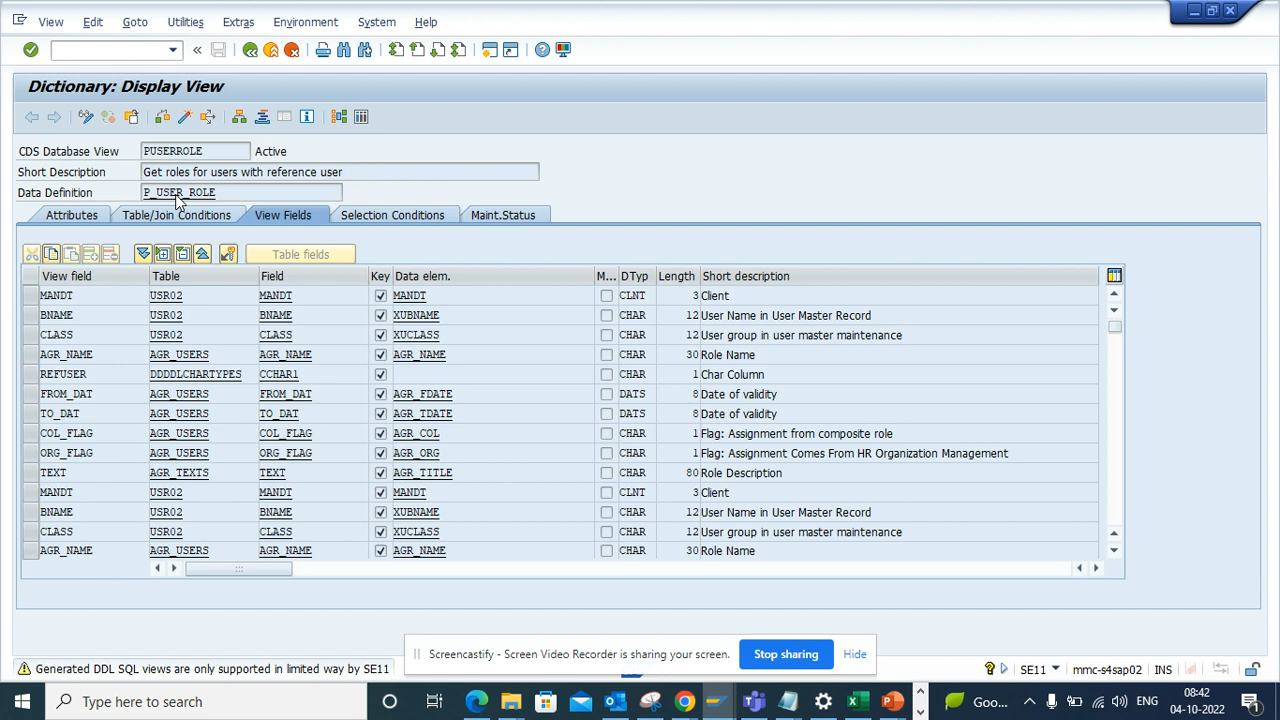 View Edit Goto Utilities Extras Environment System Help
Dictionary: Display View
CDS Database View PUSERROLE Active
Short Description Get roles for users with reference user
Data Definition P_USER_ROLE
Attributes Table/Join Conditions View Fields Selection Conditions Maint.Status
Table fields
View field Table Field Key Data elem. M... DTyp Length Short description
MANDT USR02 MANDT MANDT CLNT 3 Client
BNAME USR02 BNAME XUBNAME CHAR 12 User Name in User Master Record
CLASS USR02 CLASS XUCLASS CHAR 12 User group in user master maintenance
AGR_NAME AGR_USERS AGR_NAME AGR_NAME CHAR 30 Role Name
REFUSER DDDDLCHARTYPES CCHAR1 CHAR 1 Char Column
FROM_DAT AGR_USERS FROM_DAT AGR_FDATE DATS 8 Date of validity
TO_DAT AGR_USERS TO_DAT AGR_TDATE DATS 8 Date of validity
COL_FLAG AGR_USERS COL_FLAG AGR_COL CHAR 1 Flag: Assignment from composite role
ORG_FLAG AGR_USERS ORG_FLAG AGR_ORG CHAR 1 Flag: Assignment Comes From HR Organization Management
TEXT AGR_TEXTS TEXT AGR_TITLE CHAR 80 Role Description
MANDT USR02 MANDT MANDT CLNT 3 Client
BNAME USR02 BNAME XUBNAME CHAR 12 User Name in User Master Record
CLASS USR02 CLASS XUCLASS CHAR 12 User group in user master maintenance
AGR_NAME AGR_USERS AGR_NAME AGR_NAME CHAR 30 Role Name
Screencastify - Screen Video Recorder is sharing your screen. Stop sharing Hide
Generated DDL SQL views are only supported in limited way by SE11 SE11 mmc-s4sap02 INS
Type here to search Goo... ENG 08:42
04-10-2022